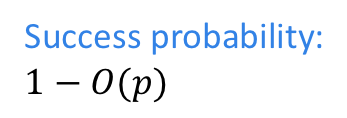 Success probability:
1 − O(p)